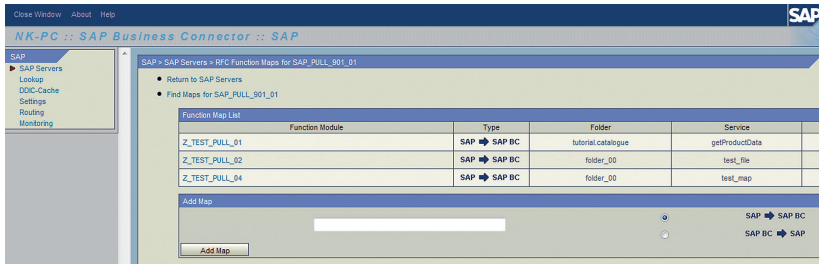 Close Window About Help
SAP
NK-PC :: SAP Business Connector :: SAP
SAP
SAP Servers
Lookup
DDIC-Cache
Settings
Routing
Monitoring
SAP > SAP Servers > RFC Function Maps for SAP_PULL_901_01
Return to SAP Servers
Find Maps for SAP_PULL_901_01
Function Map List
Function Module Type Folder Service
Z_TEST_PULL_01 SAP SAP BC tutorial.catalogue getProductData
Z_TEST_PULL_02 SAP SAP BC folder_00 test_file
Z_TEST_PULL_04 SAP SAP BC folder_00 test_map
Add Map
SAP SAP BC
SAP BC SAP
Add Map